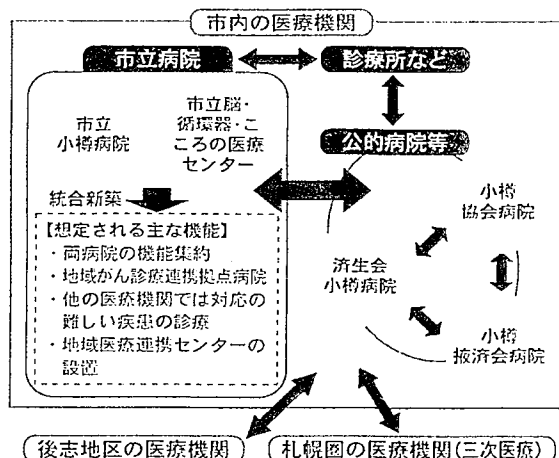 市内の医療機関
市立病院
診療所など
市立
小樽病院
市立脳・
循環器・こ
ころの医療
センター
公的病院等
統合新築
【想定される主な機能】
・両病院の機能集約
・地域がん診療連携拠点病院
・他の医療機関では対応の
難しい疾患の診療
・地域医療連携センターの
設置
小樽
協会病院
済生会
小樽病院
小樽
掖済会病院
後志地区の医療機関
札幌圏の医療機関(三次医療)